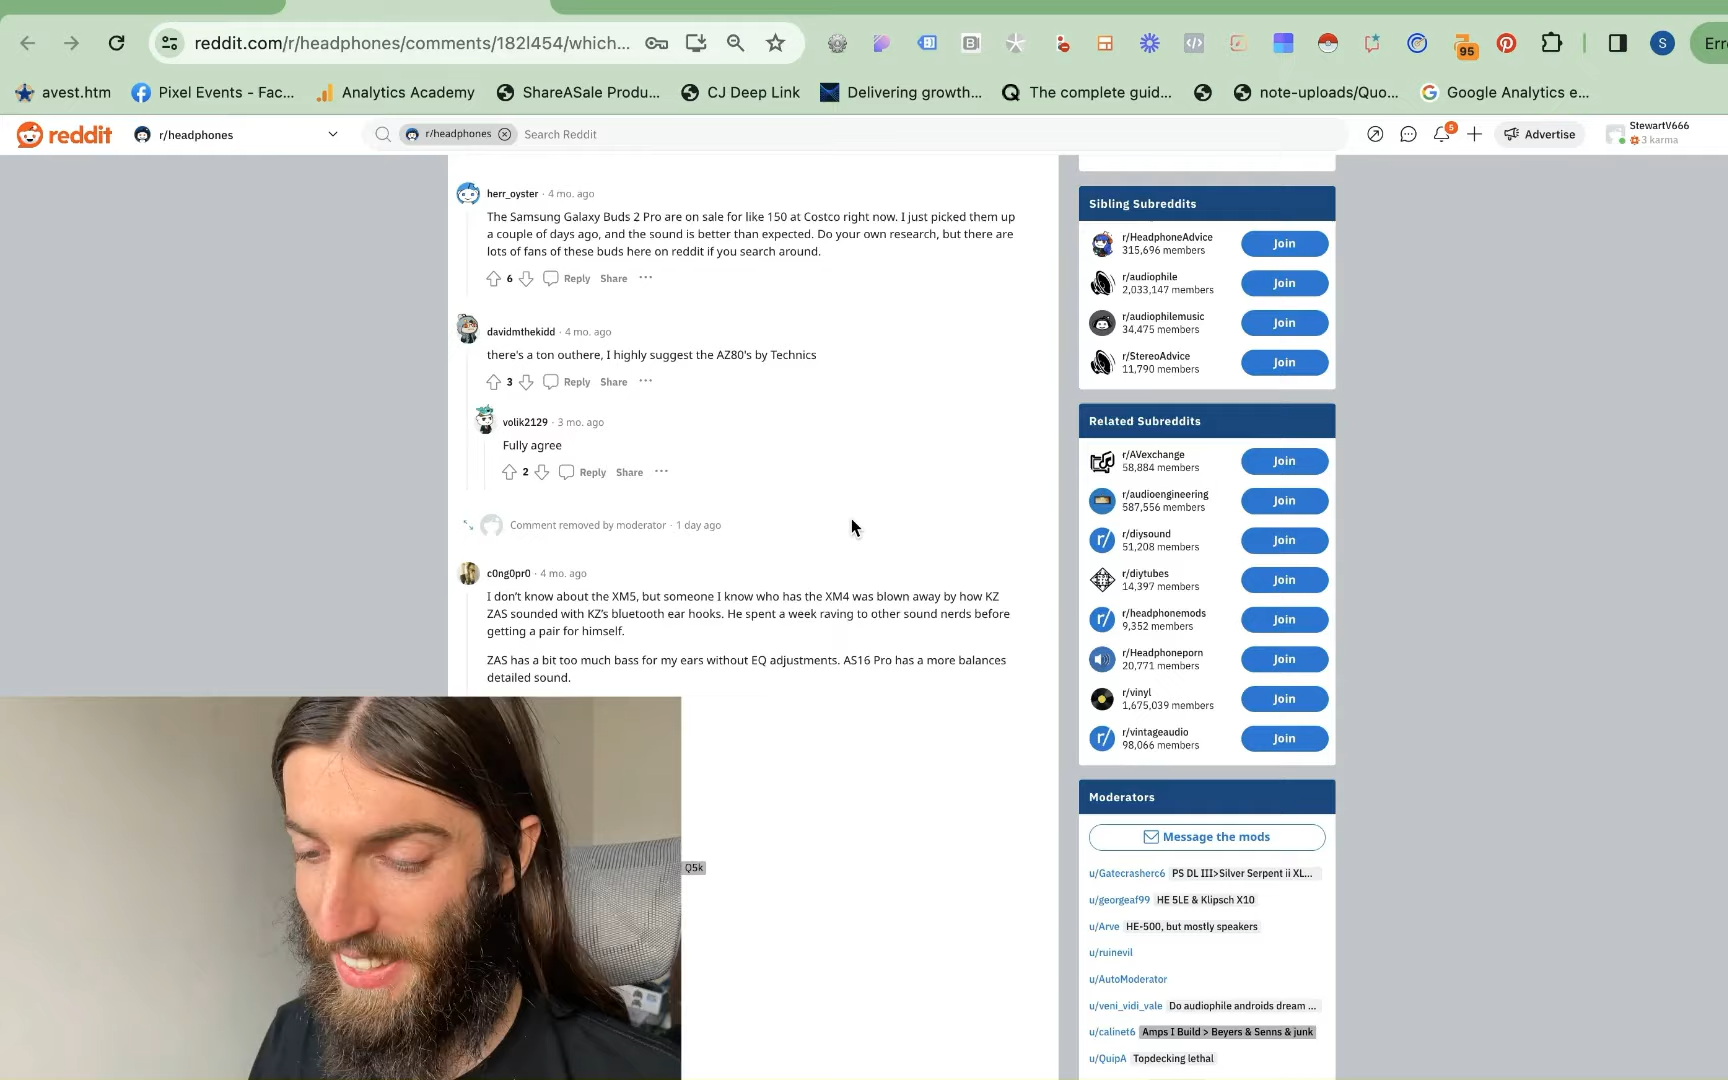 reddit.com/r/headphones/comments/182l454/which...
95
S
Erro
avest.htm
Pixel Events - Fac...
Analytics Academy
ShareASale Produ...
CJ Deep Link
Delivering growth...
The complete guid...
note-uploads/Quo...
Google Analytics e...
reddit
r/headphones
r/headphones
Search Reddit
5
Advertise
StewartV666
3 karma
herr_oyster · 4 mo. ago
The Samsung Galaxy Buds 2 Pro are on sale for like 150 at Costco right now. I just picked them up
a couple of days ago, and the sound is better than expected. Do your own research, but there are
lots of fans of these buds here on reddit if you search around.
6
Reply
Share
...
davidmthekidd · 4 mo. ago
there's a ton outhere, I highly suggest the AZ80's by Technics
3
Reply
Share
...
volik2129 · 3 mo. ago
Fully agree
2
Reply
Share
...
Comment removed by moderator · 1 day ago
c0ng0pr0 · 4 mo. ago
I don't know about the XM5, but someone I know who has the XM4 was blown away by how KZ
ZAS sounded with KZ's bluetooth ear hooks. He spent a week raving to other sound nerds before
getting a pair for himself.
ZAS has a bit too much bass for my ears without EQ adjustments. AS16 Pro has a more balances
detailed sound.
Q5k
Sibling Subreddits
r/HeadphoneAdvice
315,696 members
Join
r/audiophile
2,033,147 members
Join
r/audiophilemusic
34,475 members
Join
r/StereoAdvice
11,790 members
Join
Related Subreddits
r/AVexchange
58,884 members
Join
r/audioengineering
587,556 members
Join
r/
r/diysound
51,208 members
Join
r/diytubes
14,397 members
Join
r/
r/headphonemods
9,352 members
Join
r/Headphoneporn
20,771 members
Join
r/vinyl
1,675,039 members
Join
r/
r/vintageaudio
98,066 members
Join
Moderators
Message the mods
u/Gatecrasherc6 PS DL III>Silver Serpent ii XL...
u/georgeaf99 HE 5LE & Klipsch X10
u/Arve HE-500, but mostly speakers
u/ruinevil
u/AutoModerator
u/veni_vidi_vale Do audiophile androids dream ...
u/calinet6 Amps I Build > Beyers & Senns & junk
u/QuipA Topdecking lethal